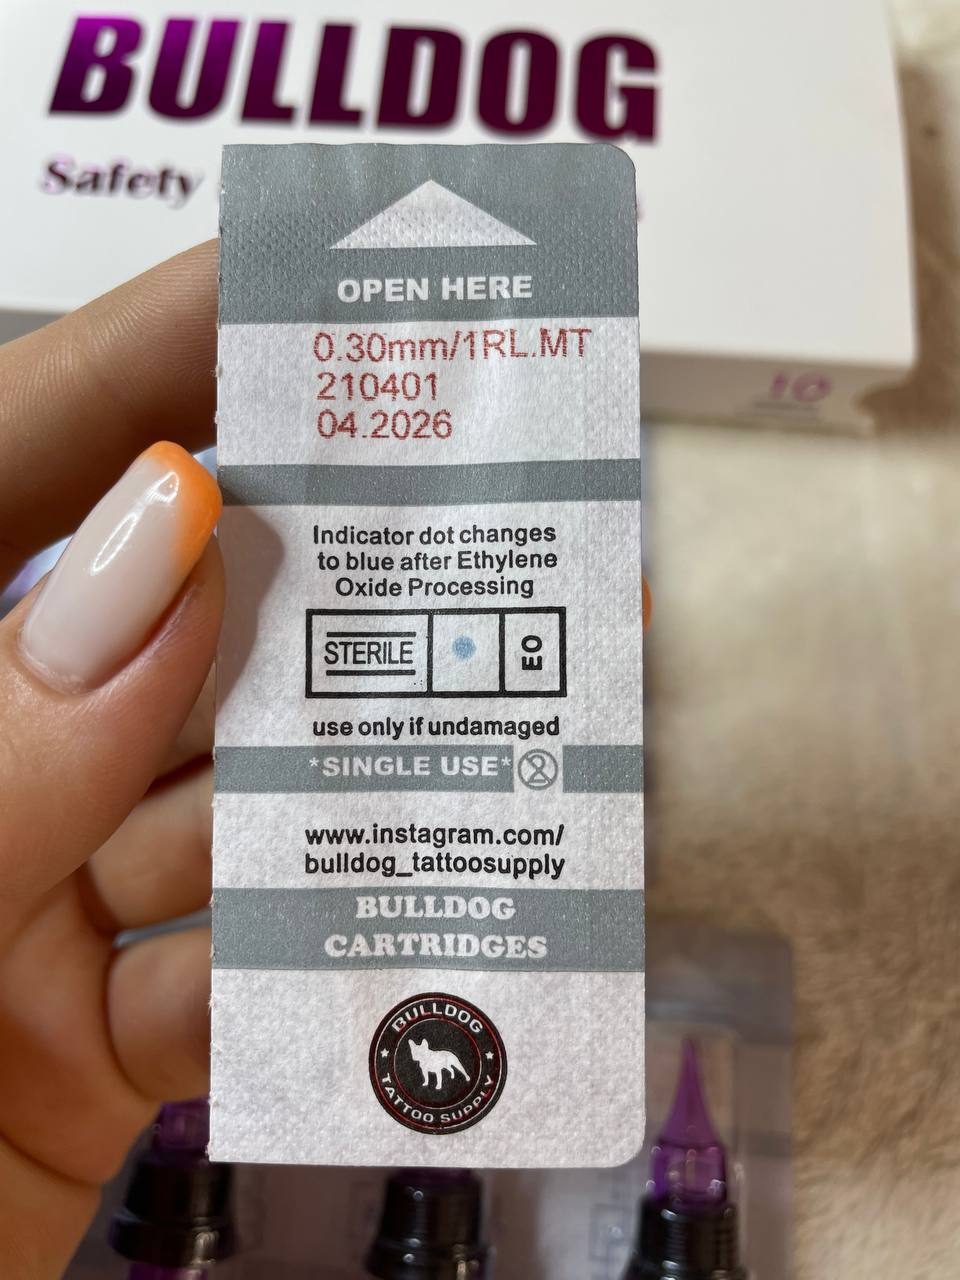 BULLDOG
Safety
OPEN HERE
0.30mm/1RL.MT
210401
04.2026
10
Indicator dot changes
to blue after Ethylene
Oxide Processing
STERILE
EO
use only if undamaged
*SINGLE USE*
2
www.instagram.com/
bulldog_tattoosupply
BULLDOG
CARTRIDGES
BULLDOG
TATTOO SUPPLY